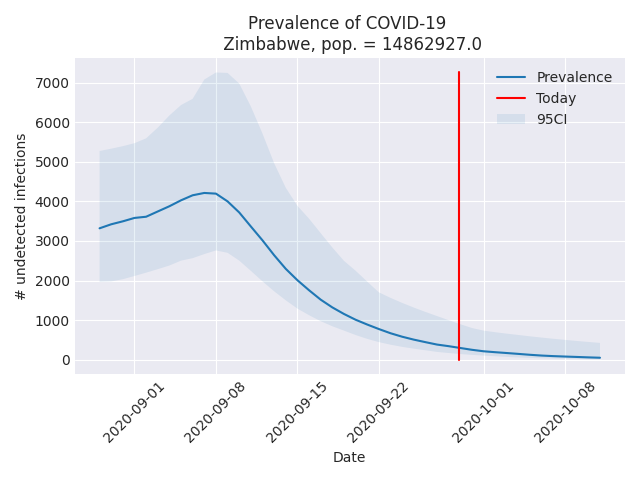 Prevalence of COVID-19
Zimbabwe, pop. = 14862927.0
Prevalence
Today
95CI
# undetected infections
7000
6000
5000
4000
3000
2000
1000
0
2020-09-01
2020-09-08
2020-09-15
2020-09-22
2020-10-01
2020-10-08
Date